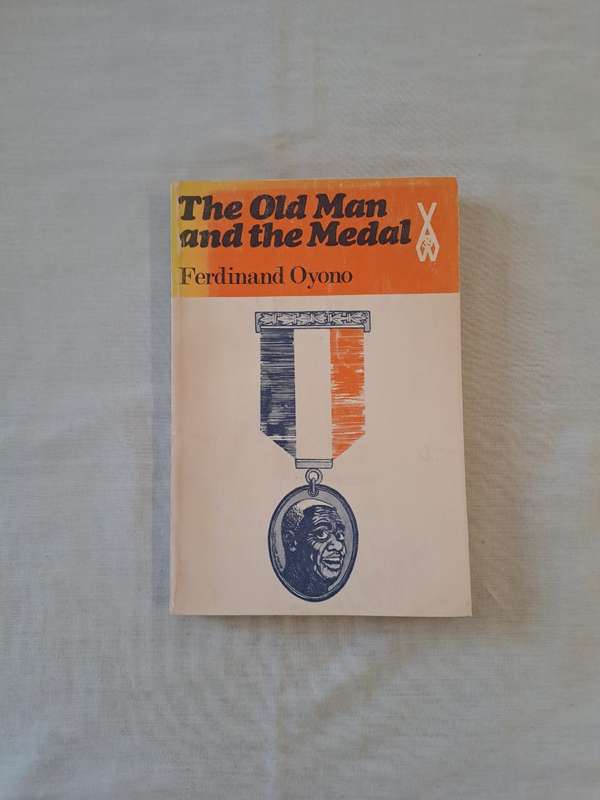 The Old Man
and the Medal
Ferdinand Oyono